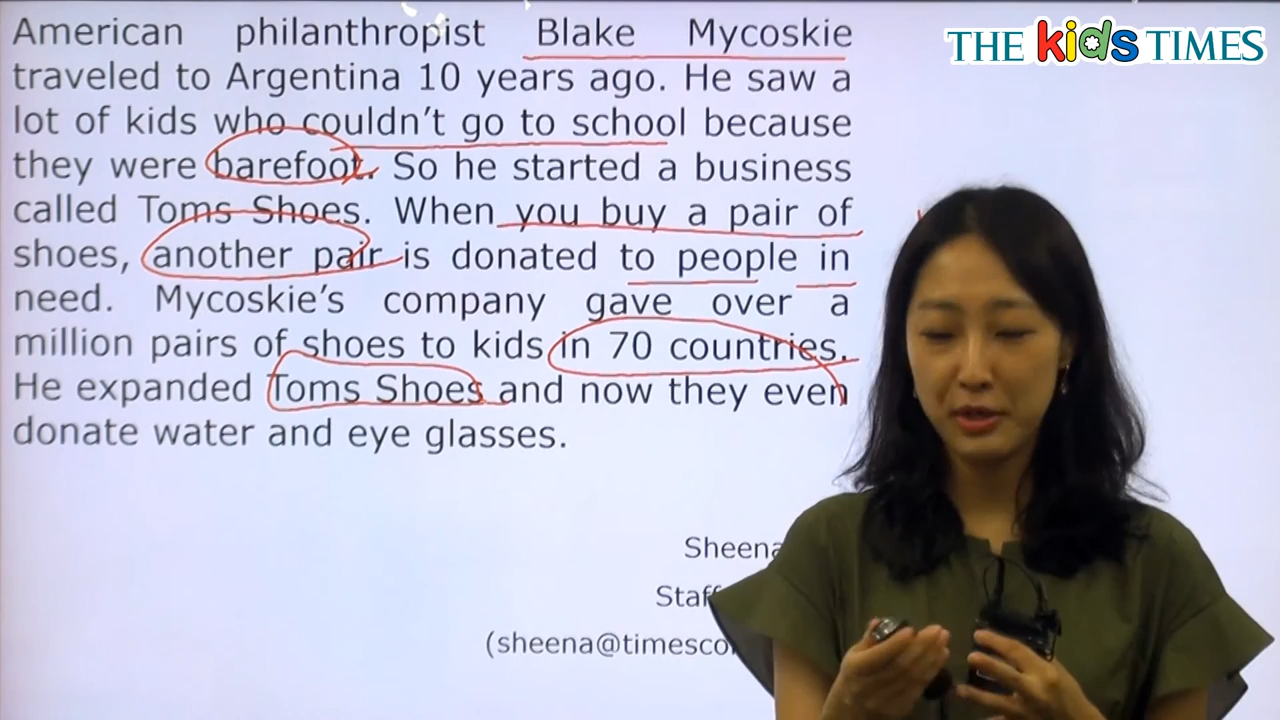 American philanthropist Blake Mycoskie
traveled to Argentina 10 years ago. He saw a
lot of kids who couldn't go to school because
they were barefoot. So he started a business
called Toms Shoes. When you buy a pair of
shoes, another pair is donated to people in
need. Mycoskie's company gave over a
million pairs of shoes to kids in 70 countries.
He expanded Toms Shoes and now they even
donate water and eye glasses.
Sheena
THE kids TIMES